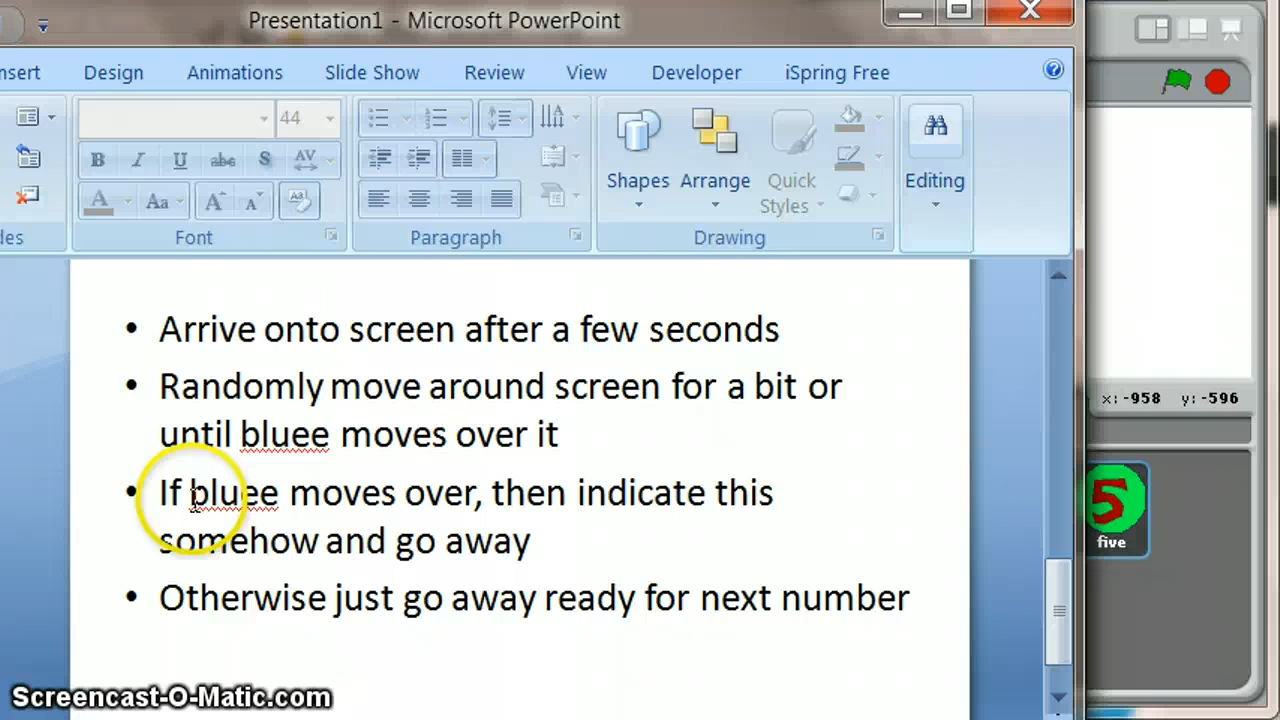 Presentation1 - Microsoft PowerPoint
nsert Design Animations Slide Show Review View Developer iSpring Free
44
B I U abc S AV
A Aa A A
Shapes Arrange Quick Styles Editing
des Font Paragraph Drawing
• Arrive onto screen after a few seconds
• Randomly move around screen for a bit or
until bluee moves over it
• If bluee moves over, then indicate this
somehow and go away
• Otherwise just go away ready for next number
x: -958 y: -596
5
five
Screencast-O-Matic.com